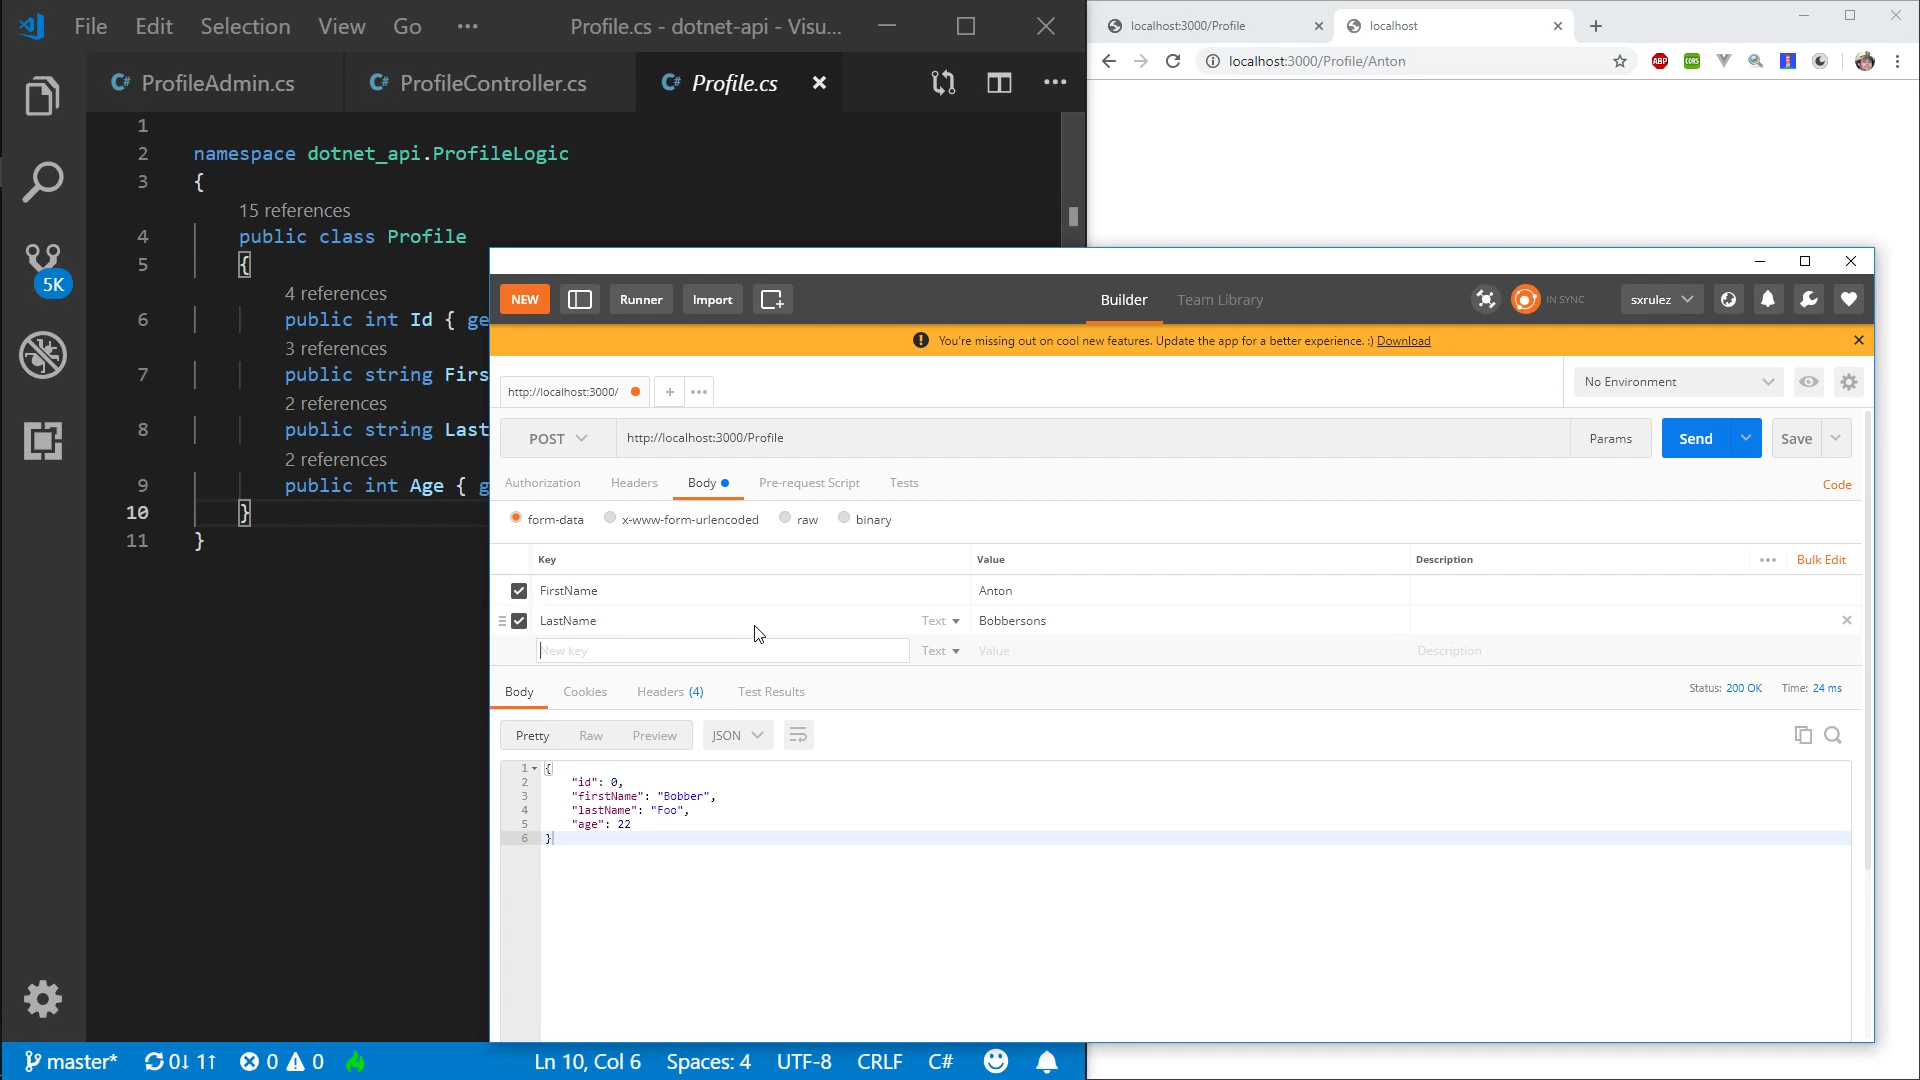 File Edit Selection View Go ··· Profile.cs - dotnet-api - Visu...
ProfileAdmin.cs
ProfileController.cs
Profile.cs
1
2 namespace dotnet_api.ProfileLogic
3 {
15 references
4 public class Profile
5 {
4 references
6 public int Id { ge
3 references
7 public string Firs
2 references
8 public string Last
2 references
9 public int Age { g
10 }
11 }
5K
master* 0↓ 1↑ 0 0 Ln 10, Col 6 Spaces: 4 UTF-8 CRLF C#
localhost:3000/Profile
localhost
localhost:3000/Profile/Anton
ABP
CORS
NEW Runner Import Builder Team Library IN SYNC sxrulez
You're missing out on cool new features. Update the app for a better experience. :) Download
http://localhost:3000/ + ··· No Environment
POST http://localhost:3000/Profile Params Send Save
Authorization Headers Body Pre-request Script Tests Code
form-data x-www-form-urlencoded raw binary
Key Value Description ··· Bulk Edit
FirstName Anton
LastName Text Bobbersons
New key Text Value Description
Body Cookies Headers (4) Test Results Status: 200 OK Time: 24 ms
Pretty Raw Preview JSON
1 {
2 "id": 0,
3 "firstName": "Bobber",
4 "lastName": "Foo",
5 "age": 22
6 }